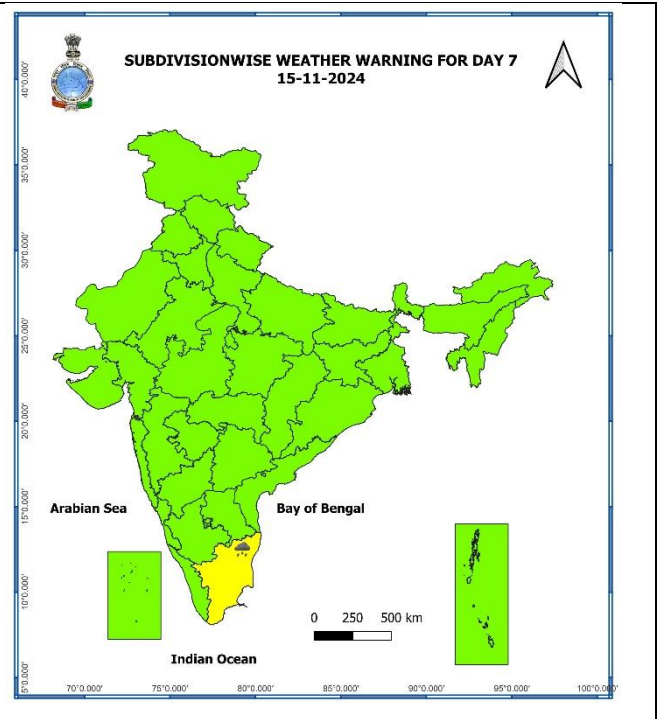 SUBDIVISIONWISE WEATHER WARNING FOR DAY 7
15-11-2024
40°0.000'
35°0.000'
30°0.000'
25°0.000'
20°0.000'
15°0.000'
10°0.000'
5°0.000'
Arabian Sea
Bay of Bengal
0 250 500 km
Indian Ocean
70°0.000' 75°0.000' 80°0.000' 85°0.000' 90°0.000' 95°0.000' 100°0.000'